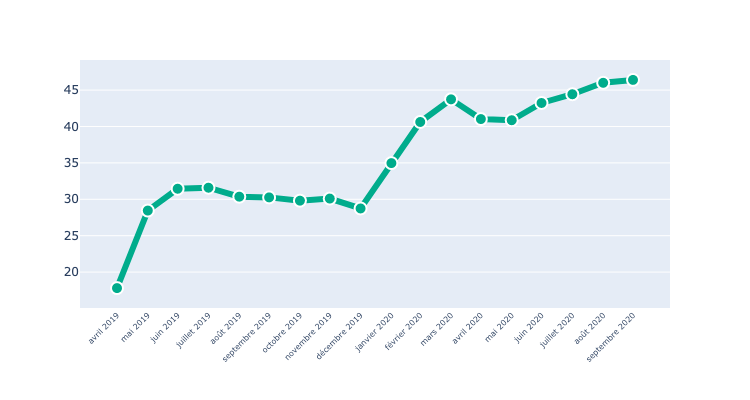 45
40
35
30
25
20
avril 2019
mai 2019
juin 2019
juillet 2019
août 2019
septembre 2019
octobre 2019
novembre 2019
décembre 2019
janvier 2020
février 2020
mars 2020
avril 2020
mai 2020
juin 2020
juillet 2020
août 2020
septembre 2020